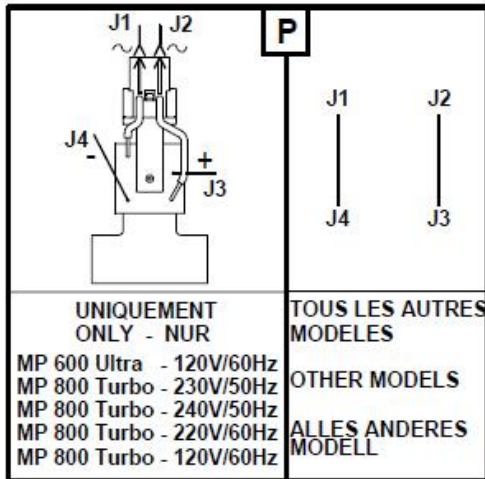 J1 J2
P
J4
-
+
J3
J1 J2
J4 J3
UNIQUEMENT
ONLY - NUR
MP 600 Ultra - 120V/60Hz
MP 800 Turbo - 230V/50Hz
MP 800 Turbo - 240V/50Hz
MP 800 Turbo - 220V/60Hz
MP 800 Turbo - 120V/60Hz
TOUS LES AUTRES
MODELES
OTHER MODELS
ALLES ANDERES
MODELL